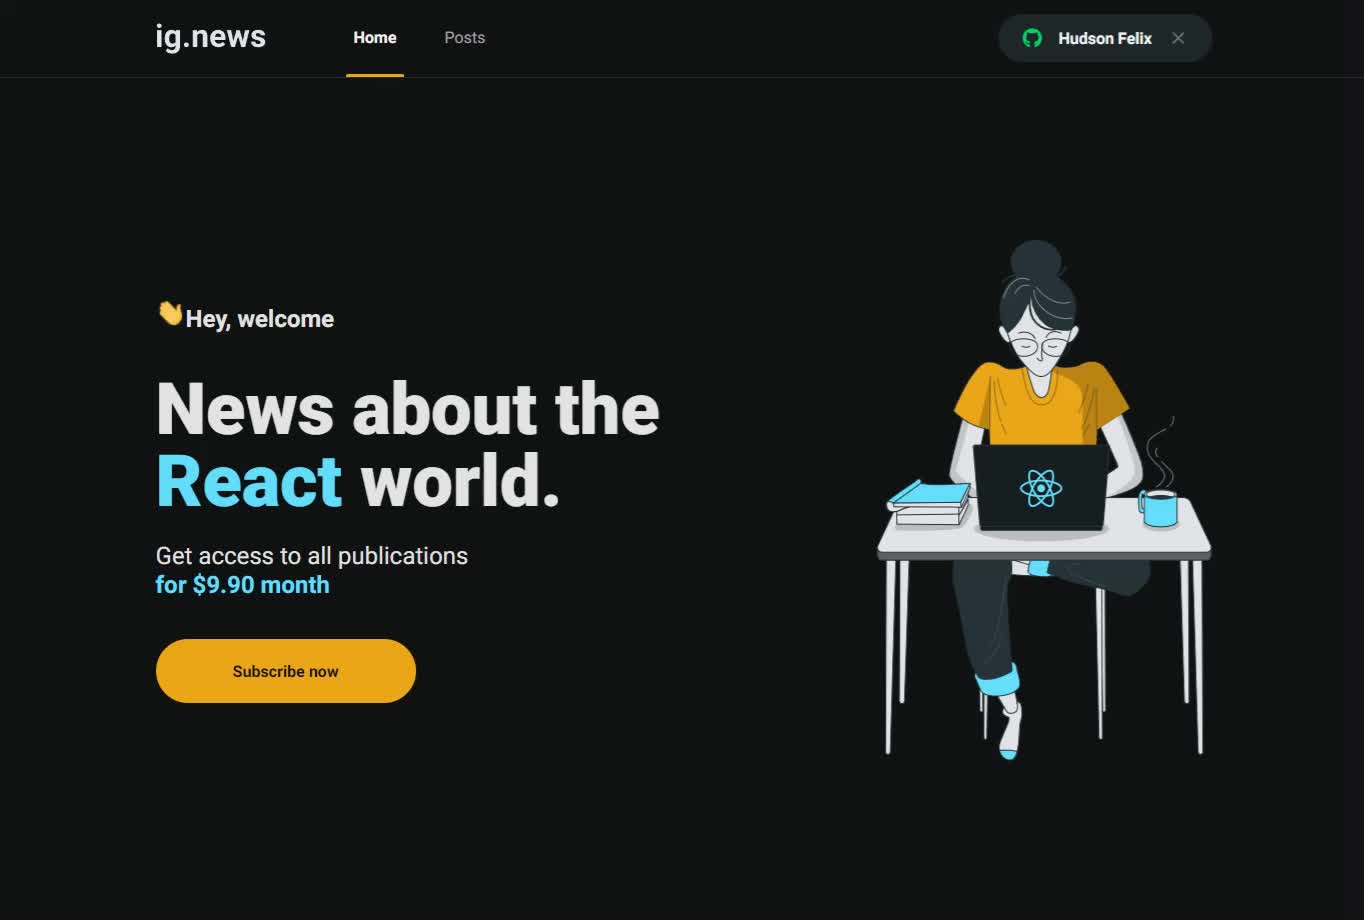 ig.news
Home
Posts
Hudson Felix
👋Hey, welcome
News about the
React world.
Get access to all publications
for $9.90 month
Subscribe now